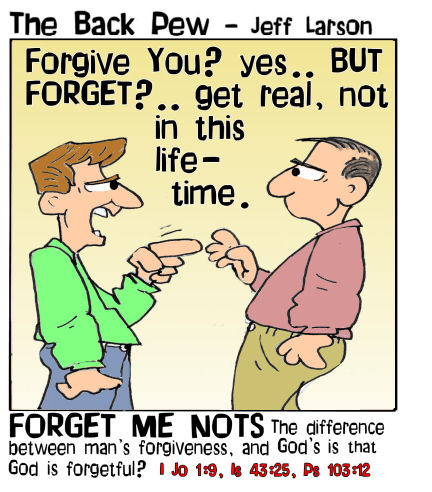 The Back Pew - Jeff Larson
Forgive You? yes.. BUT
FORGET?.. get real, not
in this
life-
time.
FORGET ME NOTS The difference
between man's forgiveness, and God's is that
God is forgetful? 1 Jo 1:9, Is 43:25, Ps 103:12